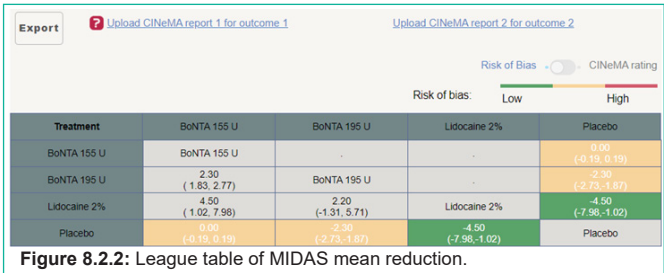 Export
? Upload CINeMA report 1 for outcome 1
Upload CINeMA report 2 for outcome 2
Risk of Bias CINeMA rating
Risk of bias: Low High
Treatment BoNTA 155 U BoNTA 195 U Lidocaine 2% Placebo
BoNTA 155 U BoNTA 155 U . . 0.00
(-0.19, 0.19)
BoNTA 195 U 2.30 BoNTA 195 U . -2.30
( 1.83, 2.77) (-2.73,-1.87)
Lidocaine 2% 4.50 2.20 Lidocaine 2% -4.50
( 1.02, 7.98) (-1.31, 5.71) (-7.98,-1.02)
Placebo 0.00 -2.30 -4.50 Placebo
(-0.19, 0.19) (-2.73,-1.87) (-7.98,-1.02)
Figure 8.2.2: League table of MIDAS mean reduction.